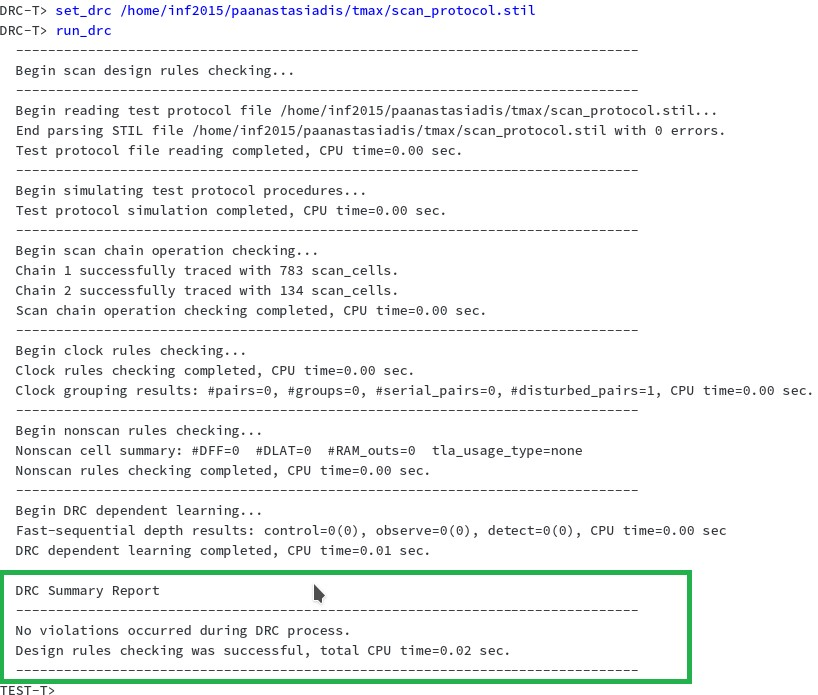 DRC-T> set_drc /home/inf2015/paanastasiadis/tmax/scan_protocol.stil
DRC-T> run_drc
------------------------------------------------------------------------------
Begin scan design rules checking...
------------------------------------------------------------------------------
Begin reading test protocol file /home/inf2015/paanastasiadis/tmax/scan_protocol.stil...
End parsing STIL file /home/inf2015/paanastasiadis/tmax/scan_protocol.stil with 0 errors.
Test protocol file reading completed, CPU time=0.00 sec.
------------------------------------------------------------------------------
Begin simulating test protocol procedures...
Test protocol simulation completed, CPU time=0.00 sec.
------------------------------------------------------------------------------
Begin scan chain operation checking...
Chain 1 successfully traced with 783 scan_cells.
Chain 2 successfully traced with 134 scan_cells.
Scan chain operation checking completed, CPU time=0.00 sec.
------------------------------------------------------------------------------
Begin clock rules checking...
Clock rules checking completed, CPU time=0.00 sec.
Clock grouping results: #pairs=0, #groups=0, #serial_pairs=0, #disturbed_pairs=1, CPU time=0.00 sec.
------------------------------------------------------------------------------
Begin nonscan rules checking...
Nonscan cell summary: #DFF=0  #DLAT=0  #RAM_outs=0  tla_usage_type=none
Nonscan rules checking completed, CPU time=0.00 sec.
------------------------------------------------------------------------------
Begin DRC dependent learning...
Fast-sequential depth results: control=0(0), observe=0(0), detect=0(0), CPU time=0.00 sec
DRC dependent learning completed, CPU time=0.01 sec.
DRC Summary Report
------------------------------------------------------------------------------
No violations occurred during DRC process.
Design rules checking was successful, total CPU time=0.02 sec.
------------------------------------------------------------------------------
TEST-T>